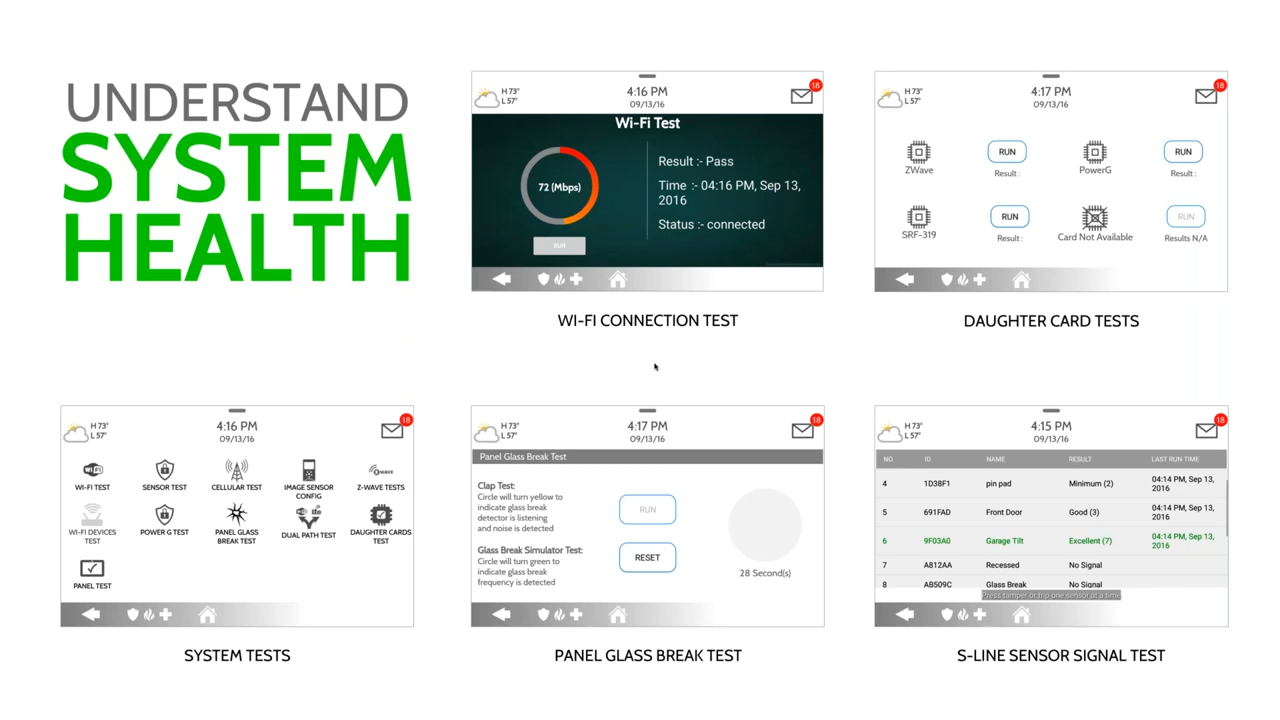 UNDERSTAND
SYSTEM
HEALTH
H 73°
L 57°
4:16 PM
09/13/16
18
Wi-Fi Test
72 (Mbps)
RUN
Result :- Pass
Time :- 04:16 PM, Sep 13,
2016
Status :- connected
WI-FI CONNECTION TEST
H 73°
L 57°
4:17 PM
09/13/16
18
ZWave
RUN
Result :
PowerG
RUN
Result :
SRF-319
RUN
Result :
Card Not Available
RUN
Results N/A
DAUGHTER CARD TESTS
H 73°
L 57°
4:16 PM
09/13/16
18
WiFi
WI-FI TEST
SENSOR TEST
CELLULAR TEST
IMAGE SENSOR
CONFIG
Z-WAVE
Z-WAVE TESTS
WI-FI DEVICES
TEST
POWER G TEST
PANEL GLASS
BREAK TEST
WiFi
LTE
DUAL PATH TEST
DAUGHTER CARDS
TEST
PANEL TEST
SYSTEM TESTS
H 73°
L 57°
4:17 PM
09/13/16
18
Panel Glass Break Test
Clap Test:
Circle will turn yellow to
indicate glass break
detector is listening
and noise is detected
Glass Break Simulator Test:
Circle will turn green to
indicate glass break
frequency is detected
RUN
RESET
28 Second(s)
PANEL GLASS BREAK TEST
H 73°
L 57°
4:15 PM
09/13/16
18
NO ID NAME RESULT LAST RUN TIME
4 1D38F1 pin pad Minimum (2) 04:14 PM, Sep 13,
2016
5 691FAD Front Door Good (3) 04:14 PM, Sep 13,
2016
6 9F03A0 Garage Tilt Excellent (7) 04:14 PM, Sep 13,
2016
7 A812AA Recessed No Signal
8 AB509C Glass Break No Signal
Press tamper or trip one sensor at a time
S-LINE SENSOR SIGNAL TEST